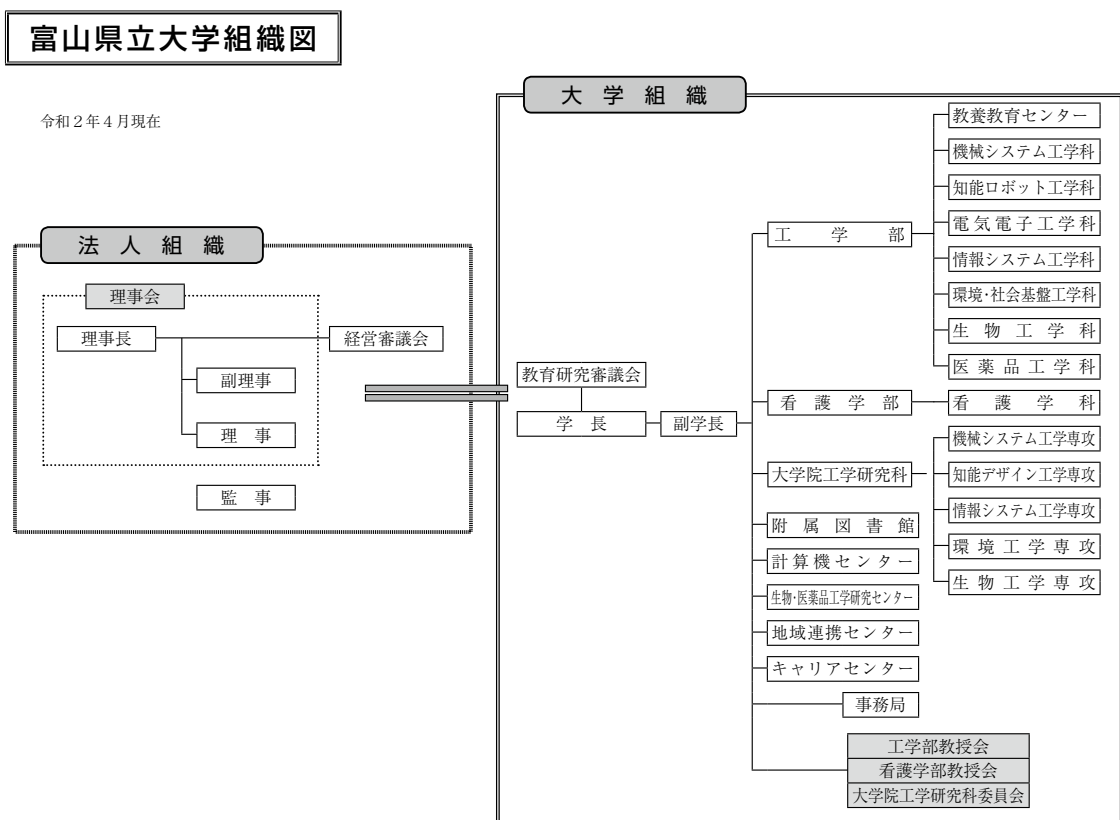 富山県立大学組織図
令和２年４月現在
法人組織
理事会
理事長
経営審議会
副理事
理事
監事
大学組織
教育研究審議会
学長
副学長
工学部
教養教育センター
機械システム工学科
知能ロボット工学科
電気電子工学科
情報システム工学科
環境・社会基盤工学科
生物工学科
医薬品工学科
看護学部
看護学科
大学院工学研究科
機械システム工学専攻
知能デザイン工学専攻
情報システム工学専攻
環境工学専攻
生物工学専攻
附属図書館
計算機センター
生物・医薬品工学研究センター
地域連携センター
キャリアセンター
事務局
工学部教授会
看護学部教授会
大学院工学研究科委員会